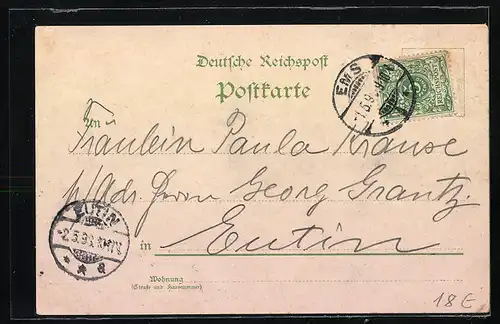 Deutsche Reichspost
Postkarte
EMS
An
Fräulein Paula Krause
p/Adr. Herrn Georg Grantz
in Eutin
EUTIN
Wohnung
(Straße und Hausnummer)
18 E